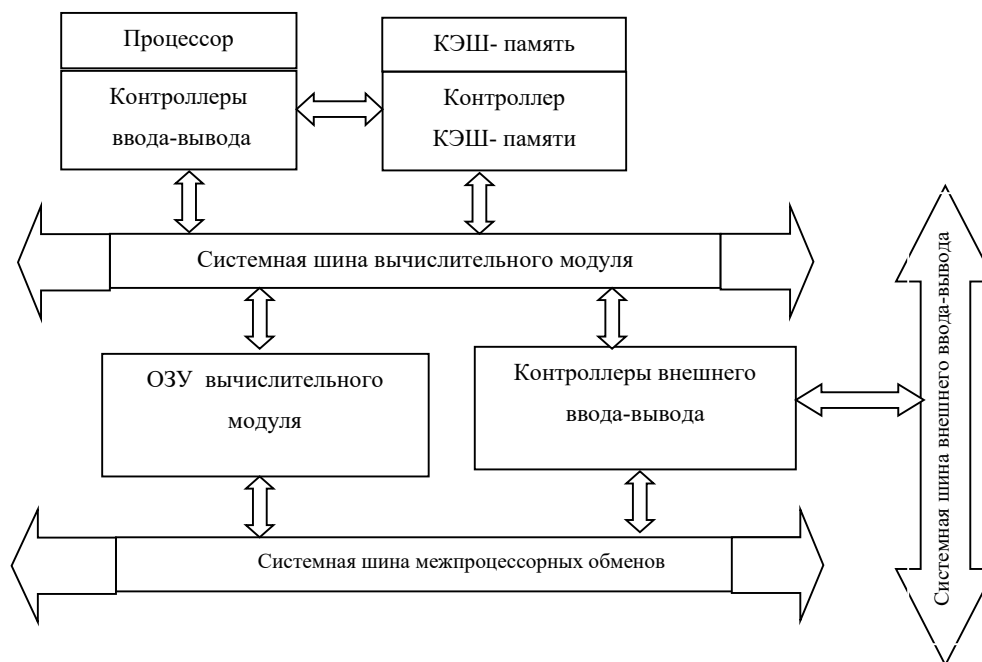 Процессор
Контроллеры
ввода-вывода
КЭШ- память
Контроллер
КЭШ- памяти
Системная шина вычислительного модуля
ОЗУ вычислительного
модуля
Контроллеры внешнего
ввода-вывода
Системная шина межпроцессорных обменов
Системная шина внешнего ввода-вывода